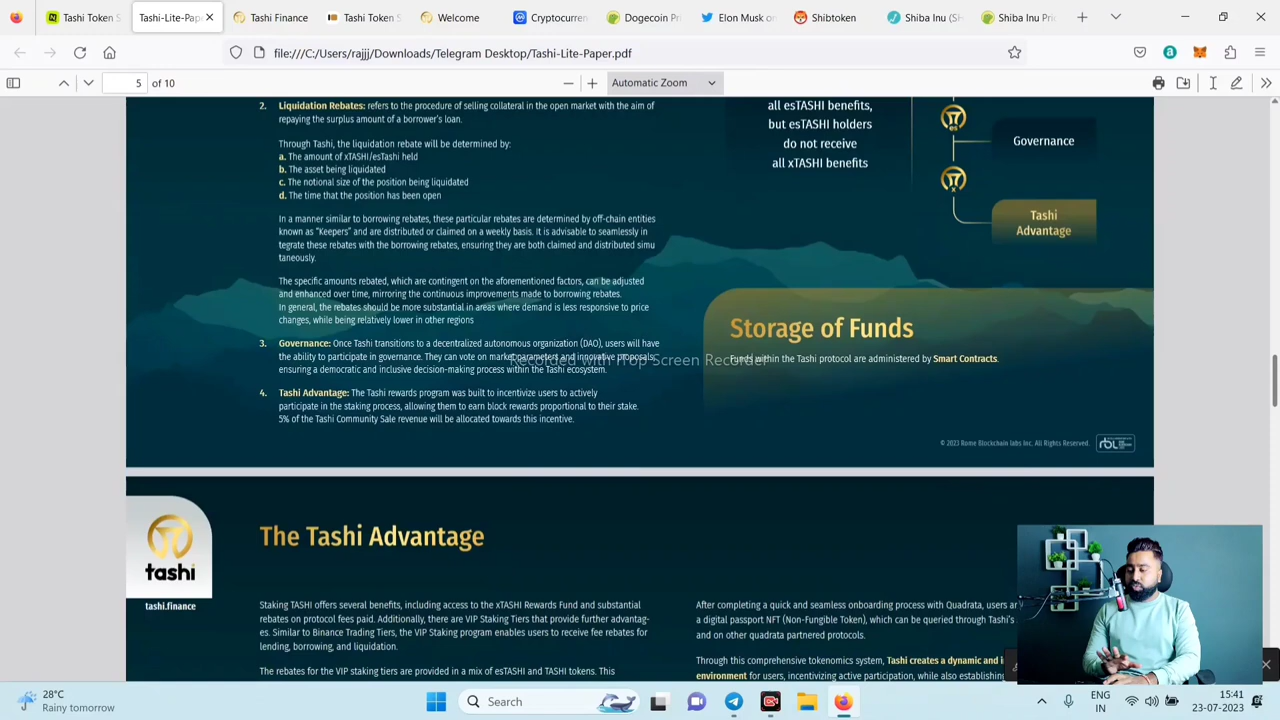 Tashi Token S
Tashi-Lite-Paper
Tashi Finance
Tashi Token
Welcome
Cryptocurren
Dogecoin Pri
Elon Musk on
Shibtoken
Shiba Inu (SH
Shiba Inu Pri
file:///C:/Users/rajjj/Downloads/Telegram Desktop/Tashi-Lite-Paper.pdf
5 of 10
Automatic Zoom
2. Liquidation Rebates: refers to the procedure of selling collateral in the open market with the aim of
repaying the surplus amount of a borrower's loan.
Through Tashi, the liquidation rebate will be determined by:
a. The amount of xTASHI/esTashi held
b. The asset being liquidated
c. The notional size of the position being liquidated
d. The time that the position has been open
In a manner similar to borrowing rebates, these particular rebates are determined by off-chain entities
known as "Keepers" and are distributed or claimed on a weekly basis. It is advisable to seamlessly in
tegrate these rebates with the borrowing rebates, ensuring they are both claimed and distributed simu
taneously.
The specific amounts rebated, which are contingent on the aforementioned factors, can be adjusted
and enhanced over time, mirroring the continuous improvements made to borrowing rebates.
In general, the rebates should be more substantial in areas where demand is less responsive to price
changes, while being relatively lower in other regions
3. Governance: Once Tashi transitions to a decentralized autonomous organization (DAO), users will have
the ability to participate in governance. They can vote on market parameters and innovative proposals,
ensuring a democratic and inclusive decision-making process within the Tashi ecosystem.
4. Tashi Advantage: The Tashi rewards program was built to incentivize users to actively
participate in the staking process, allowing them to earn block rewards proportional to their stake.
5% of the Tashi Community Sale revenue will be allocated towards this incentive.
all esTASHI benefits,
but esTASHI holders
do not receive
all xTASHI benefits
es
Governance
x
Tashi
Advantage
Storage of Funds
Funds within the Tashi protocol are administered by Smart Contracts.
Recorded with iTop Screen Recorder
© 2023 Rome Blockchain labs Inc, All Rights Reserved.
rbl
tashi
tashi.finance
The Tashi Advantage
Staking TASHI offers several benefits, including access to the xTASHI Rewards Fund and substantial
rebates on protocol fees paid. Additionally, there are VIP Staking Tiers that provide further advantag-
es. Similar to Binance Trading Tiers, the VIP Staking program enables users to receive fee rebates for
lending, borrowing, and liquidation.
The rebates for the VIP staking tiers are provided in a mix of esTASHI and TASHI tokens. This
After completing a quick and seamless onboarding process with Quadrata, users ar
a digital passport NFT (Non-Fungible Token), which can be queried through Tashi's
and on other quadrata partnered protocols.
Through this comprehensive tokenomics system, Tashi creates a dynamic and i
environment for users, incentivizing active participation, while also establishing
28°C
Rainy tomorrow
Search
ENG
IN
15:41
23-07-2023